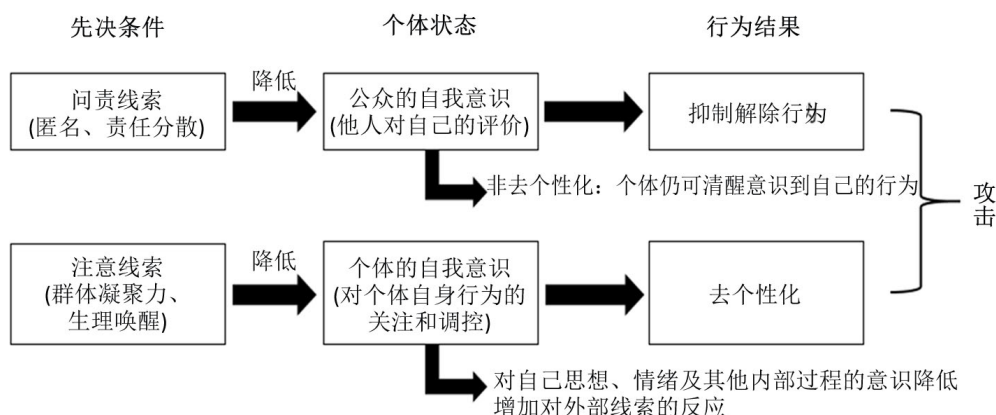 先决条件
个体状态
行为结果
问责线索
(匿名、责任分散)
降低
公众的自我意识
(他人对自己的评价)
抑制解除行为
非去个性化：个体仍可清醒意识到自己的行为
攻击
注意线索
(群体凝聚力、
生理唤醒)
降低
个体的自我意识
(对个体自身行为的
关注和调控)
去个性化
对自己思想、情绪及其他内部过程的意识降低
增加对外部线索的反应